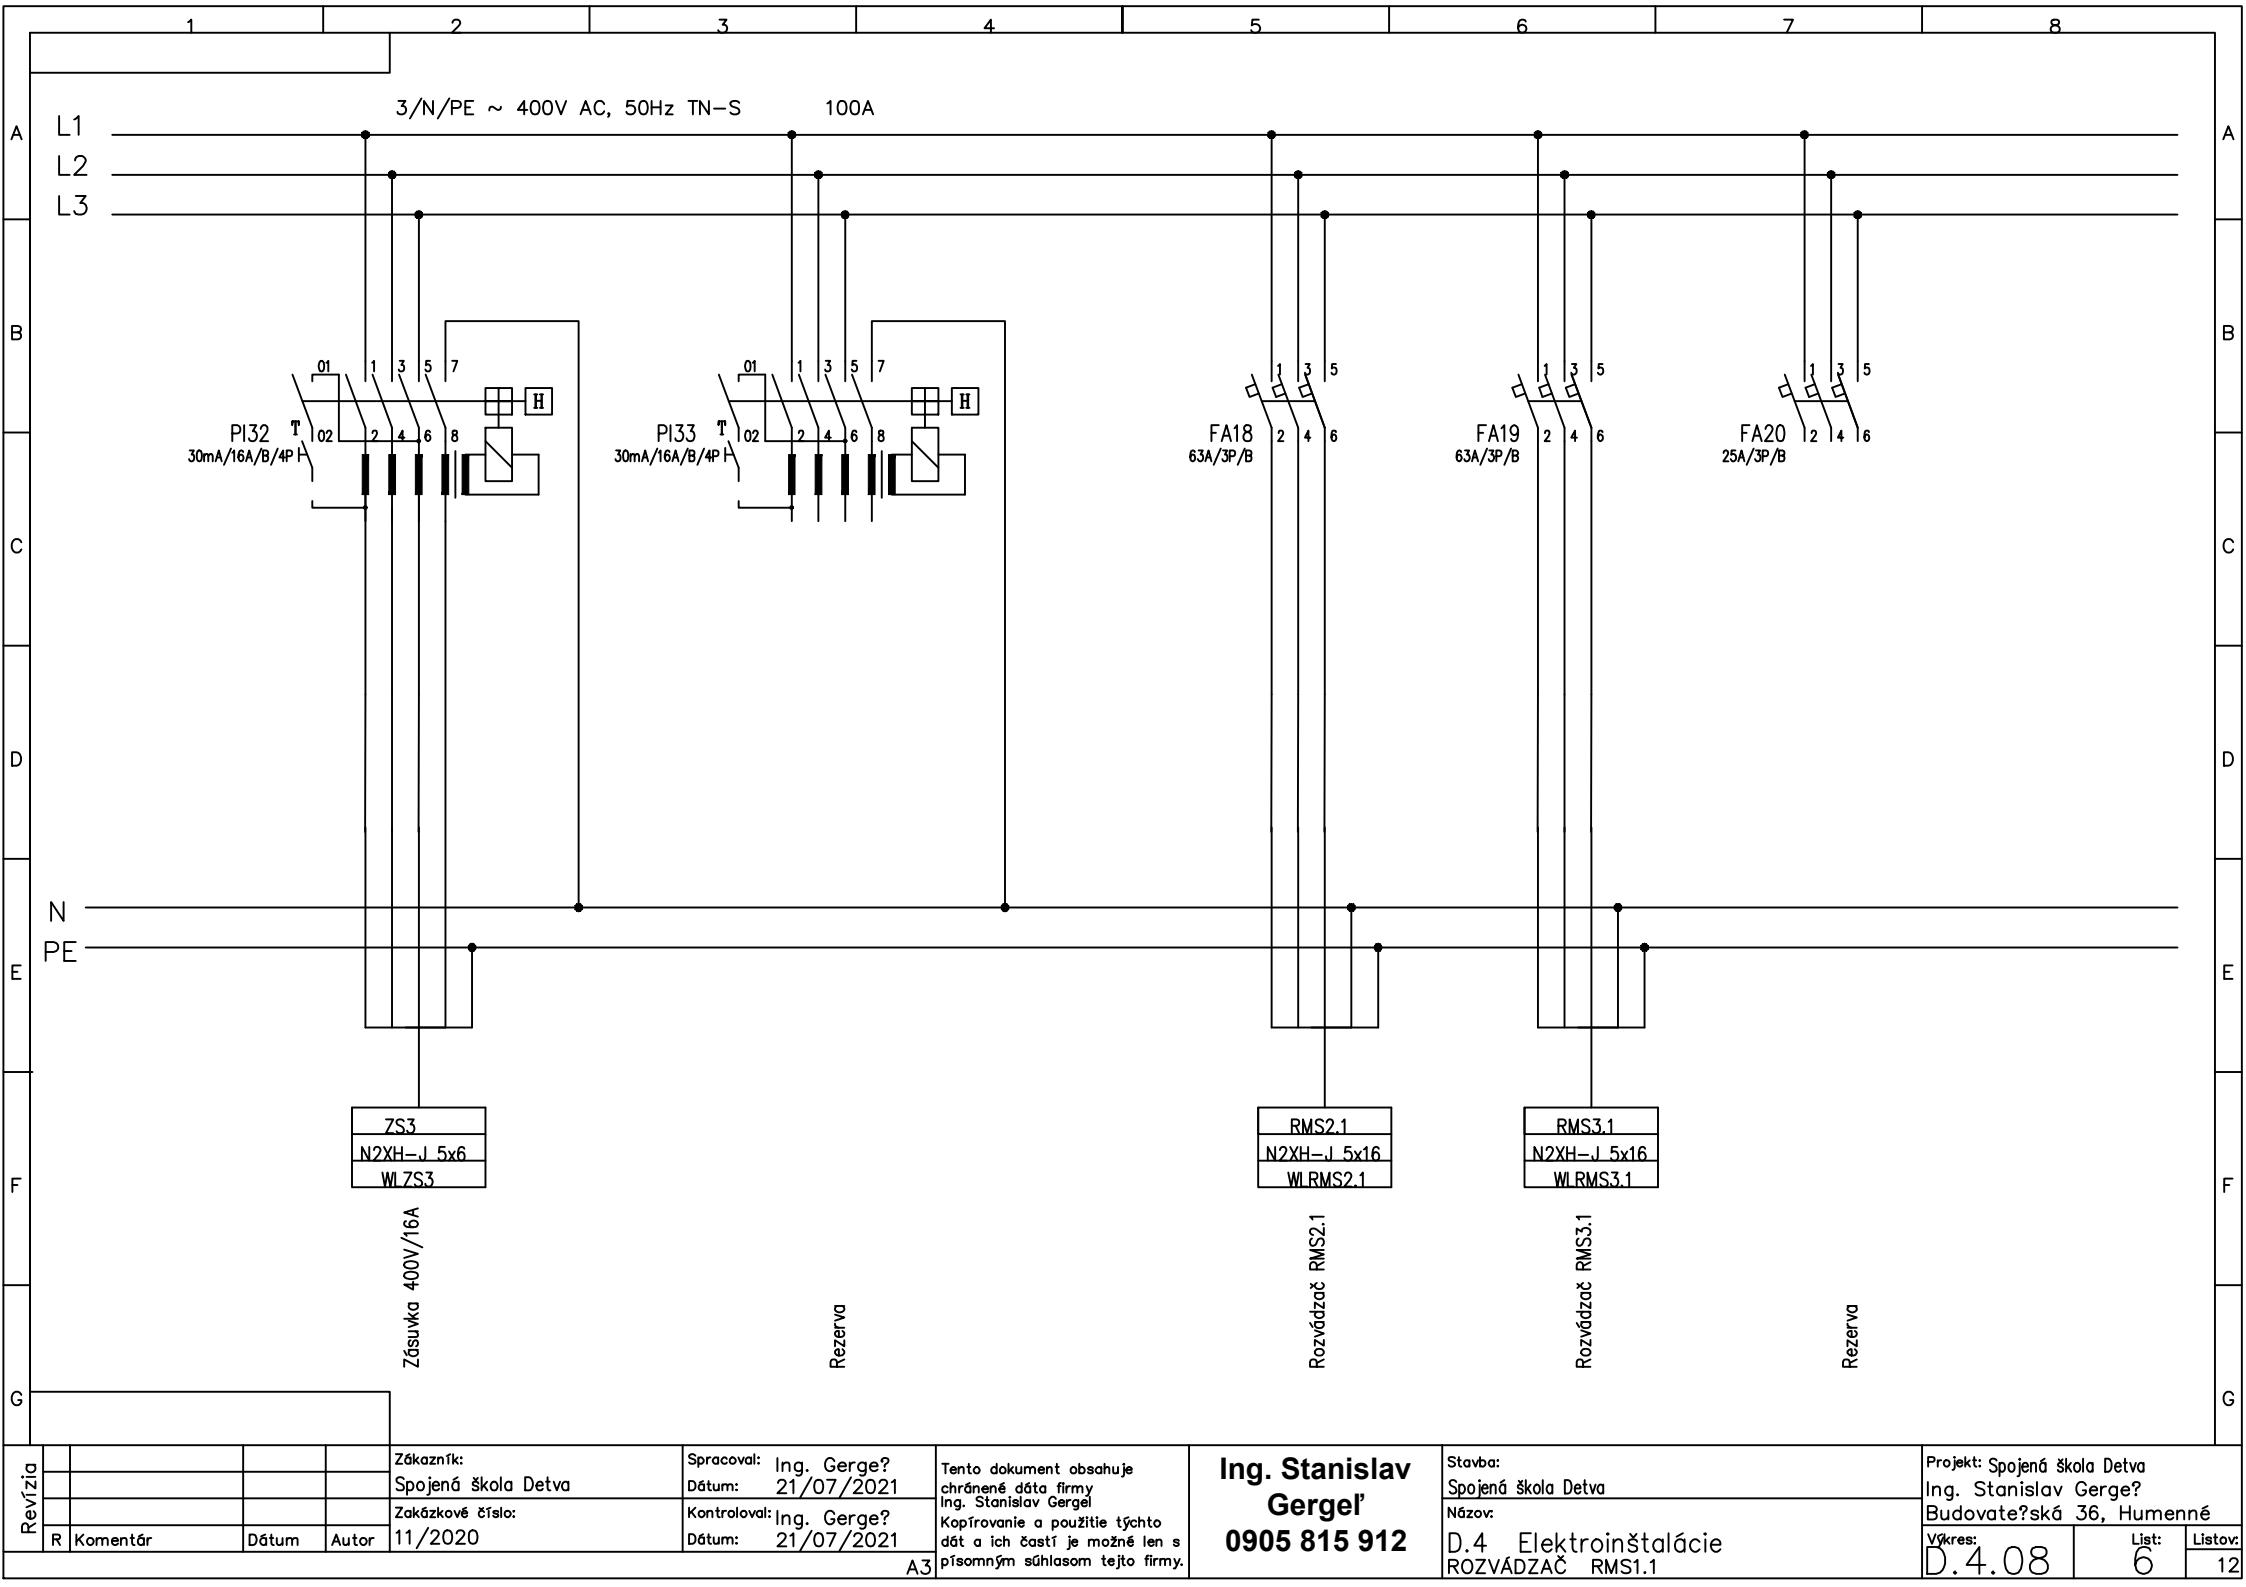 1 2 3 4 5 6 7 8
3/N/PE ~ 400V AC, 50Hz TN-S 100A
A L1 A
L2
L3
B B
01 1 3 5 7 01 1 3 5 7 1 3 5 1 3 5 1 3 5
H H
PI32 T 02 2 4 6 8 PI33 T 02 2 4 6 8 FA18 2 4 6 FA19 2 4 6 FA20 2 4 6
30mA/16A/B/4P 30mA/16A/B/4P 63A/3P/B 63A/3P/B 25A/3P/B
C C
D D
N
PE
E E
ZS3 RMS2.1 RMS3.1
N2XH-J 5x6 N2XH-J 5x16 N2XH-J 5x16
WLZS3 WLRMS2.1 WLRMS3.1
F F
Zásuvka 400V/16A
Rezerva
Rozvádzač RMS2.1
Rozvádzač RMS3.1
Rezerva
G G
Revízia
R Komentár Dátum Autor
Zákazník:
Spojená škola Detva
Zakázkové číslo:
11/2020
Spracoval: Ing. Gerge?
Dátum: 21/07/2021
Kontroloval: Ing. Gerge?
Dátum: 21/07/2021
A3
Tento dokument obsahuje
chránené dáta firmy
Ing. Stanislav Gergel
Kopírovanie a použitie týchto
dát a ich častí je možné len s
písomným súhlasom tejto firmy.
Ing. Stanislav
Gergeľ
0905 815 912
Stavba:
Spojená škola Detva
Názov:
D.4 Elektroinštalácie
ROZVÁDZAČ RMS1.1
Projekt: Spojená škola Detva
Ing. Stanislav Gerge?
Budovate?ská 36, Humenné
Výkres: List: Listov:
D.4.08 6 12